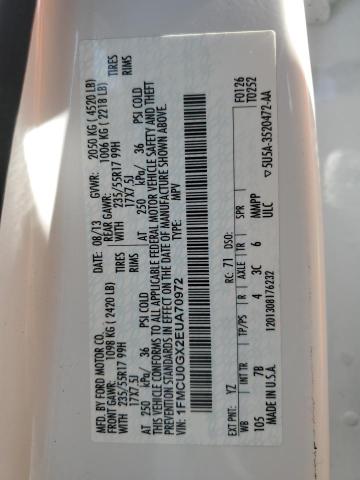 MFD. BY FORD MOTOR CO.
DATE: 08/13 GVWR: 2050 KG ( 4520 LB)
FRONT GAWR: 1098 KG ( 2420 LB) REAR GAWR: 1006 KG ( 2218 LB)
235/55R17 99H TIRES WITH 235/55R17 99H TIRES
17X7.5J RIMS 17X7.5J RIMS
AT 250 kPa/ 36 PSI COLD AT 250 kPa/ 36 PSI COLD
THIS VEHICLE CONFORMS TO ALL APPLICABLE FEDERAL MOTOR VEHICLE SAFETY AND THEFT
PREVENTION STANDARDS IN EFFECT ON THE DATE OF MANUFACTURE SHOWN ABOVE.
VIN: 1FMCU0GX2EUA70972
TYPE: MPV
F0126
T0252
EXT PNT: YZ RC: 71 DSO:
WB INT TR TP/PS R AXLE TR SPR
105 7B 4 3C 6 MMPP
MADE IN U.S.A. 1201308176232
5U5A-3520472-AA